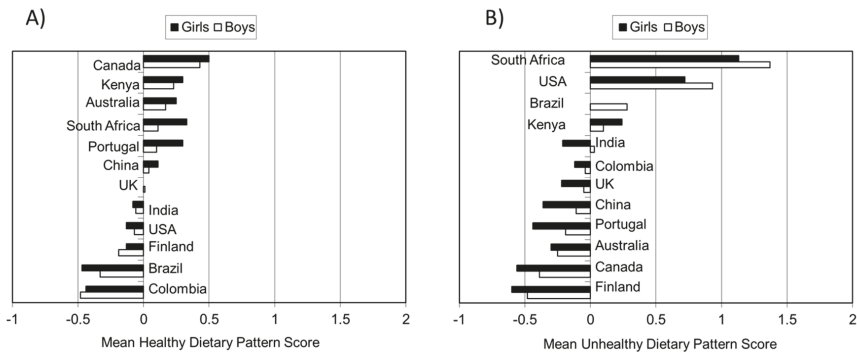 A)
Girls Boys
Canada
Kenya
Australia
South Africa
Portugal
China
UK
India
USA
Finland
Brazil
Colombia
-1 -0.5 0 0.5 1 1.5 2
Mean Healthy Dietary Pattern Score
B)
Girls Boys
South Africa
USA
Brazil
Kenya
India
Colombia
UK
China
Portugal
Australia
Canada
Finland
-1 -0.5 0 0.5 1 1.5 2
Mean Unhealthy Dietary Pattern Score